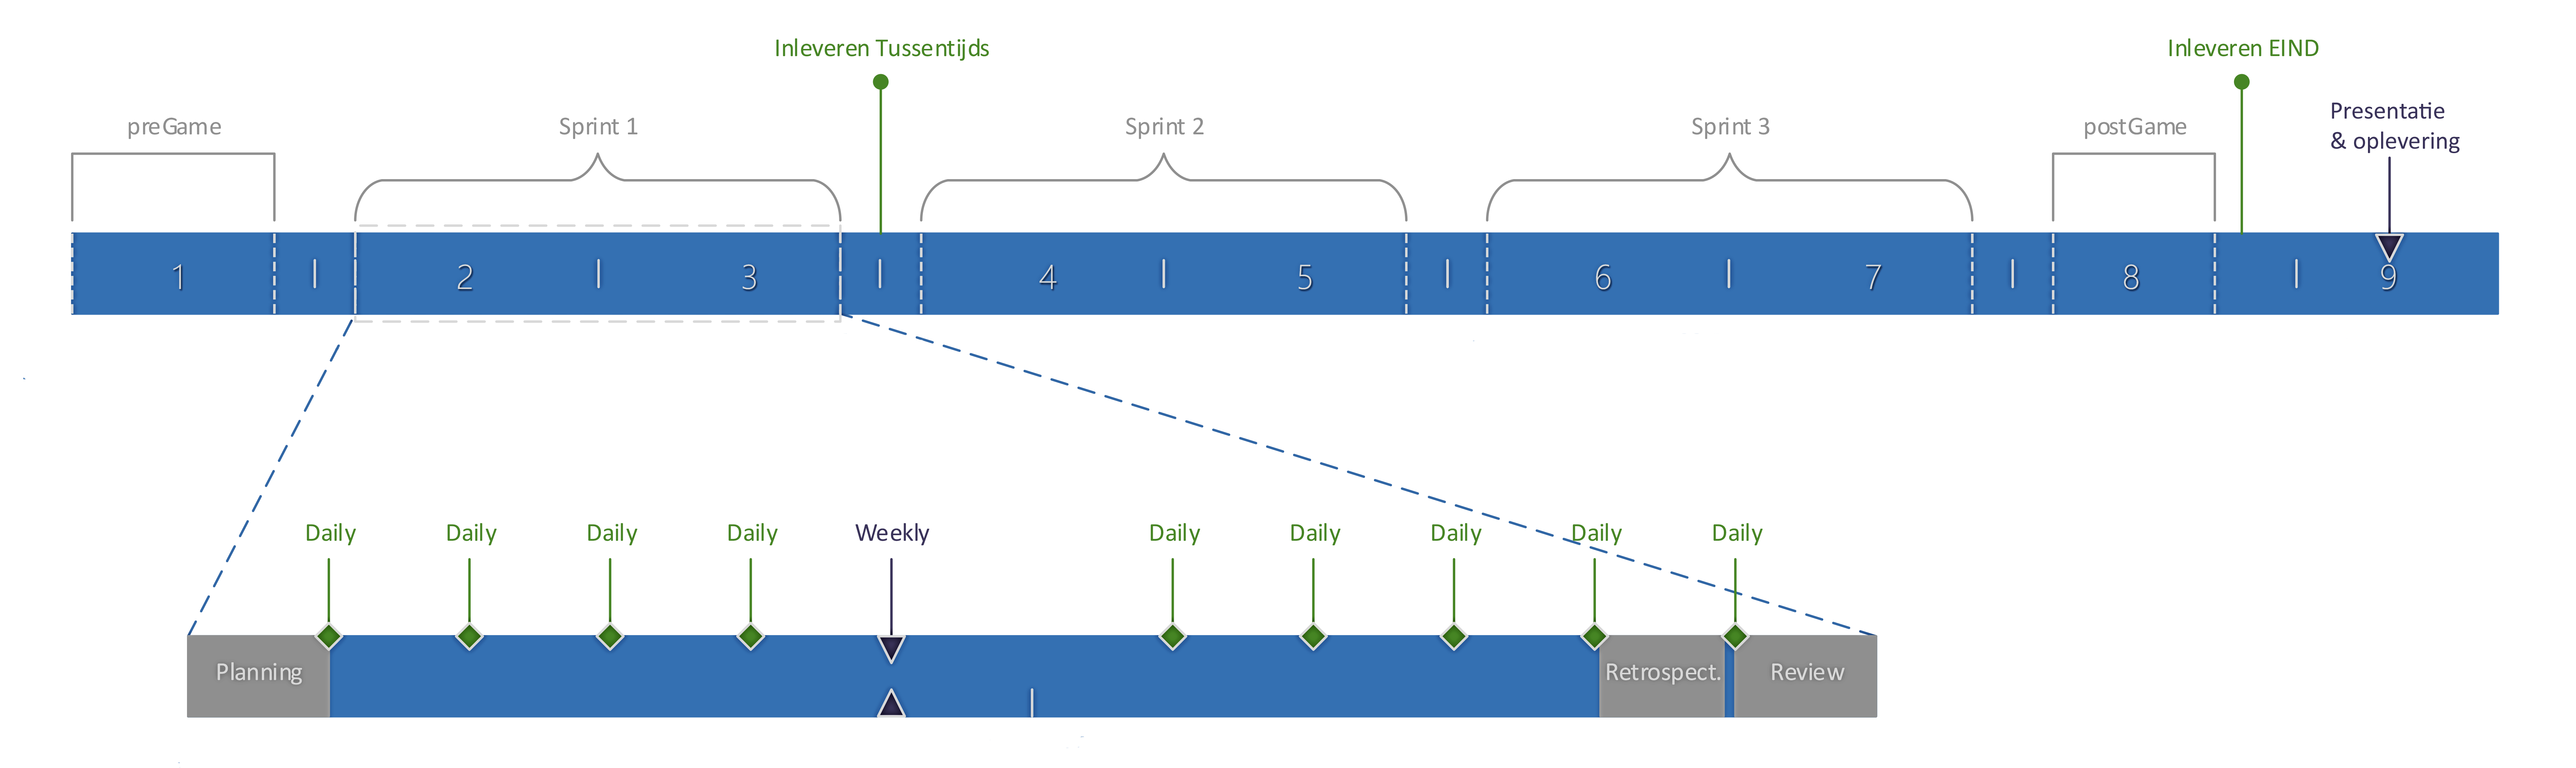 Inleveren Tussentijds
Inleveren EIND
Presentatie
& oplevering
preGame
Sprint 1
Sprint 2
Sprint 3
postGame
1
2
3
4
5
6
7
8
9
Daily
Daily
Daily
Daily
Weekly
Daily
Daily
Daily
Daily
Daily
Planning
Retrospect.
Review